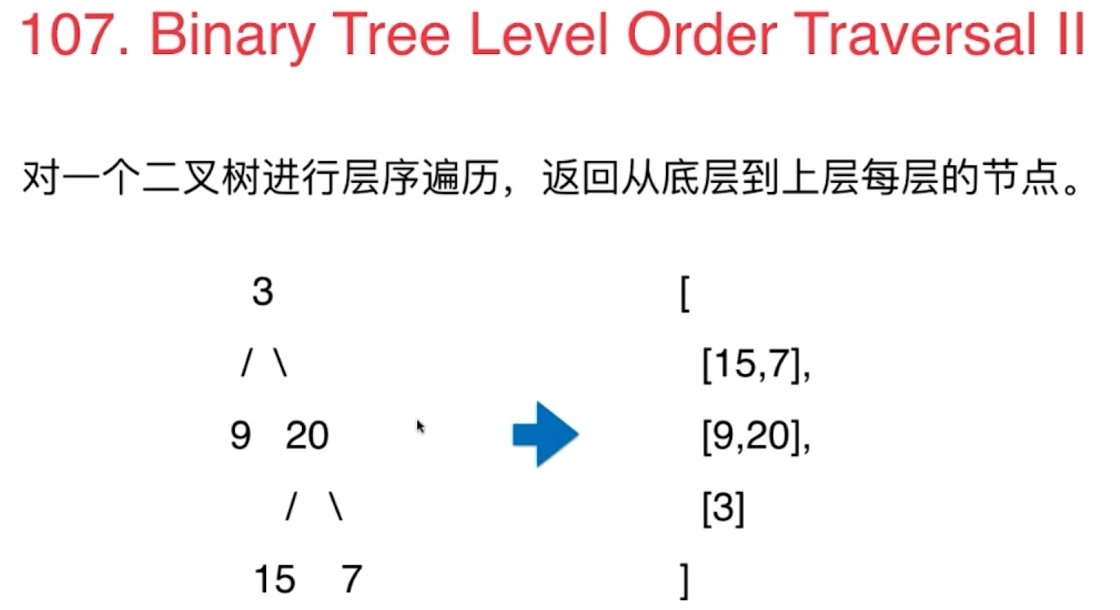 107. Binary Tree Level Order Traversal II
对一个二叉树进行层序遍历，返回从底层到上层每层的节点。
3 [
/ \ [15,7],
9 20 [9,20],
/ \ [3]
15 7 ]